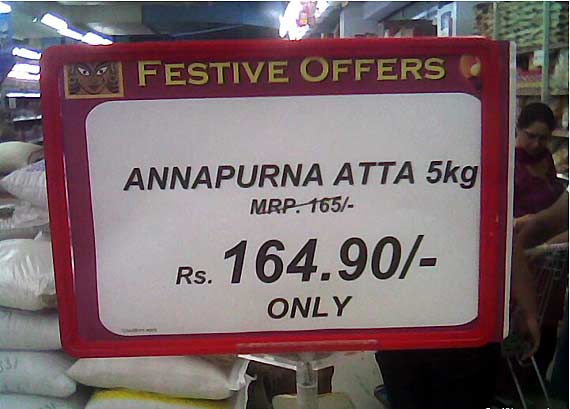 FESTIVE OFFERS
ANNAPURNA ATTA 5kg
MRP. 165/-
Rs. 164.90/-
ONLY